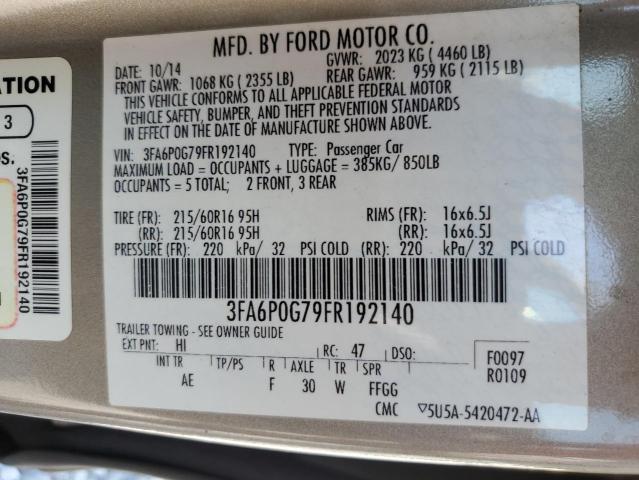 MFD. BY FORD MOTOR CO.
DATE: 10/14 GVWR: 2023 KG ( 4460 LB)
FRONT GAWR: 1068 KG ( 2355 LB) REAR GAWR: 959 KG ( 2115 LB)
THIS VEHICLE CONFORMS TO ALL APPLICABLE FEDERAL MOTOR
VEHICLE SAFETY, BUMPER, AND THEFT PREVENTION STANDARDS
IN EFFECT ON THE DATE OF MANUFACTURE SHOWN ABOVE.
VIN: 3FA6P0G79FR192140 TYPE: Passenger Car
MAXIMUM LOAD = OCCUPANTS + LUGGAGE = 385KG/ 850LB
OCCUPANTS = 5 TOTAL; 2 FRONT, 3 REAR
TIRE (FR): 215/60R16 95H RIMS (FR): 16x6.5J
(RR): 215/60R16 95H (RR): 16x6.5J
PRESSURE (FR): 220 kPa/ 32 PSI COLD (RR): 220 kPa/ 32 PSI COLD
3FA6P0G79FR192140
TRAILER TOWING - SEE OWNER GUIDE
EXT PNT: HI RC: 47 DSO:
INT TR TP/PS R AXLE TR SPR
AE F 30 W FFGG
F0097
R0109
CMC ▽5U5A-5420472-AA
ATION
13
OS.
3FA6P0G79FR192140